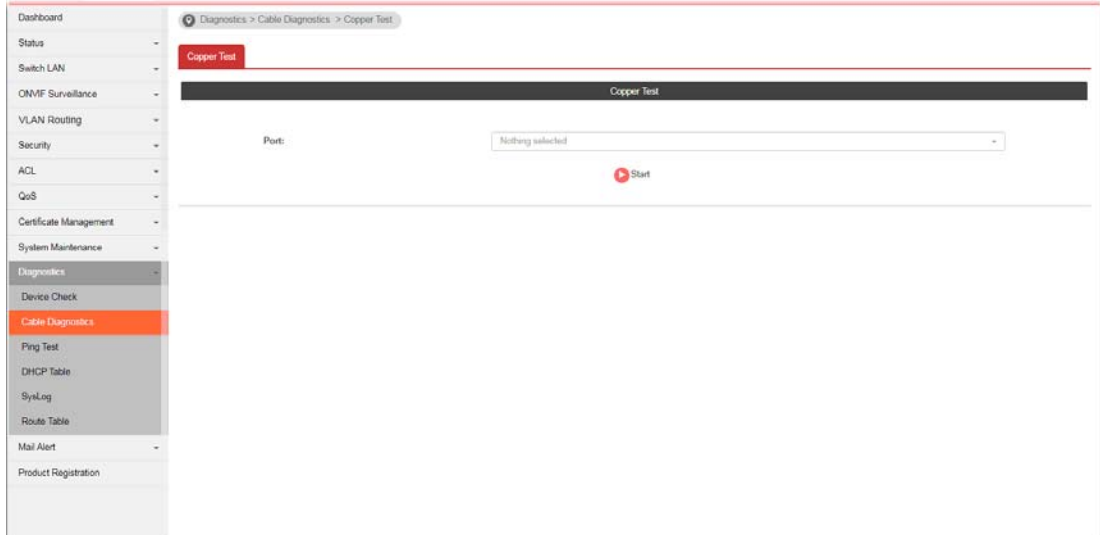 Dashboard
Status
Switch LAN
ONVIF Surveillance
VLAN Routing
Security
ACL
QoS
Certificate Management
System Maintenance
Diagnostics
Device Check
Cable Diagnostics
Ping Test
DHCP Table
SysLog
Route Table
Mail Alert
Product Registration
Diagnostics > Cable Diagnostics > Copper Test
Copper Test
Copper Test
Port:
Nothing selected
Start